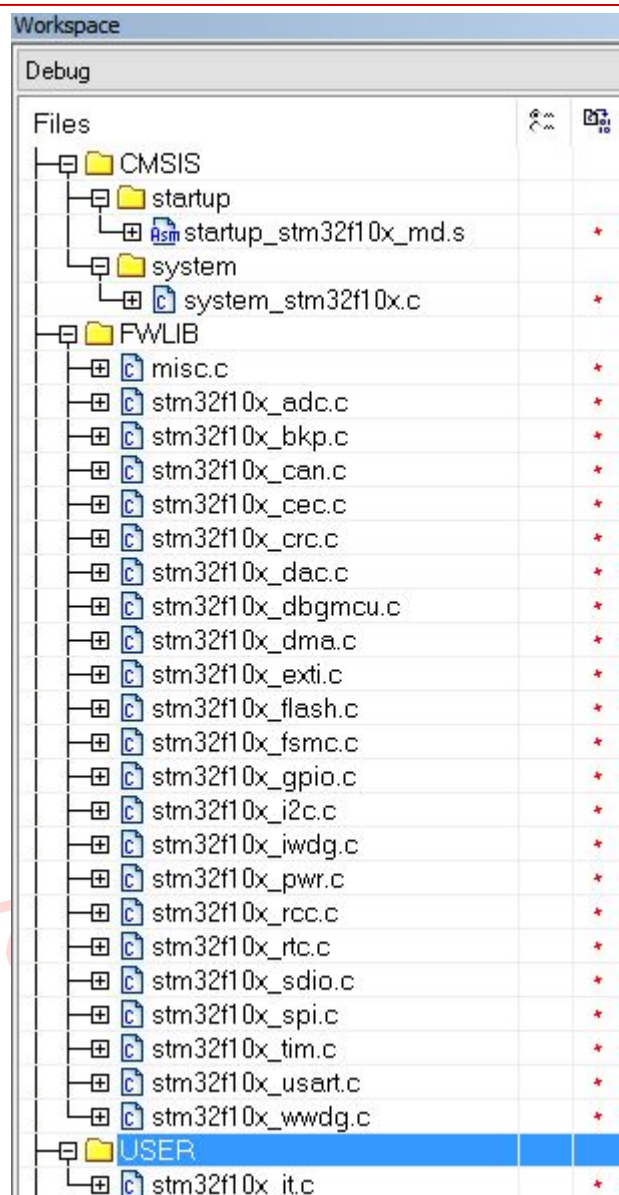 Workspace
Debug
Files
CMSIS
startup
startup_stm32f10x_md.s
system
system_stm32f10x.c
FWLIB
misc.c
stm32f10x_adc.c
stm32f10x_bkp.c
stm32f10x_can.c
stm32f10x_cec.c
stm32f10x_crc.c
stm32f10x_dac.c
stm32f10x_dbgmcu.c
stm32f10x_dma.c
stm32f10x_exti.c
stm32f10x_flash.c
stm32f10x_fsmc.c
stm32f10x_gpio.c
stm32f10x_i2c.c
stm32f10x_iwdg.c
stm32f10x_pwr.c
stm32f10x_rcc.c
stm32f10x_rtc.c
stm32f10x_sdio.c
stm32f10x_spi.c
stm32f10x_tim.c
stm32f10x_usart.c
stm32f10x_wwdg.c
USER
stm32f10x_it.c